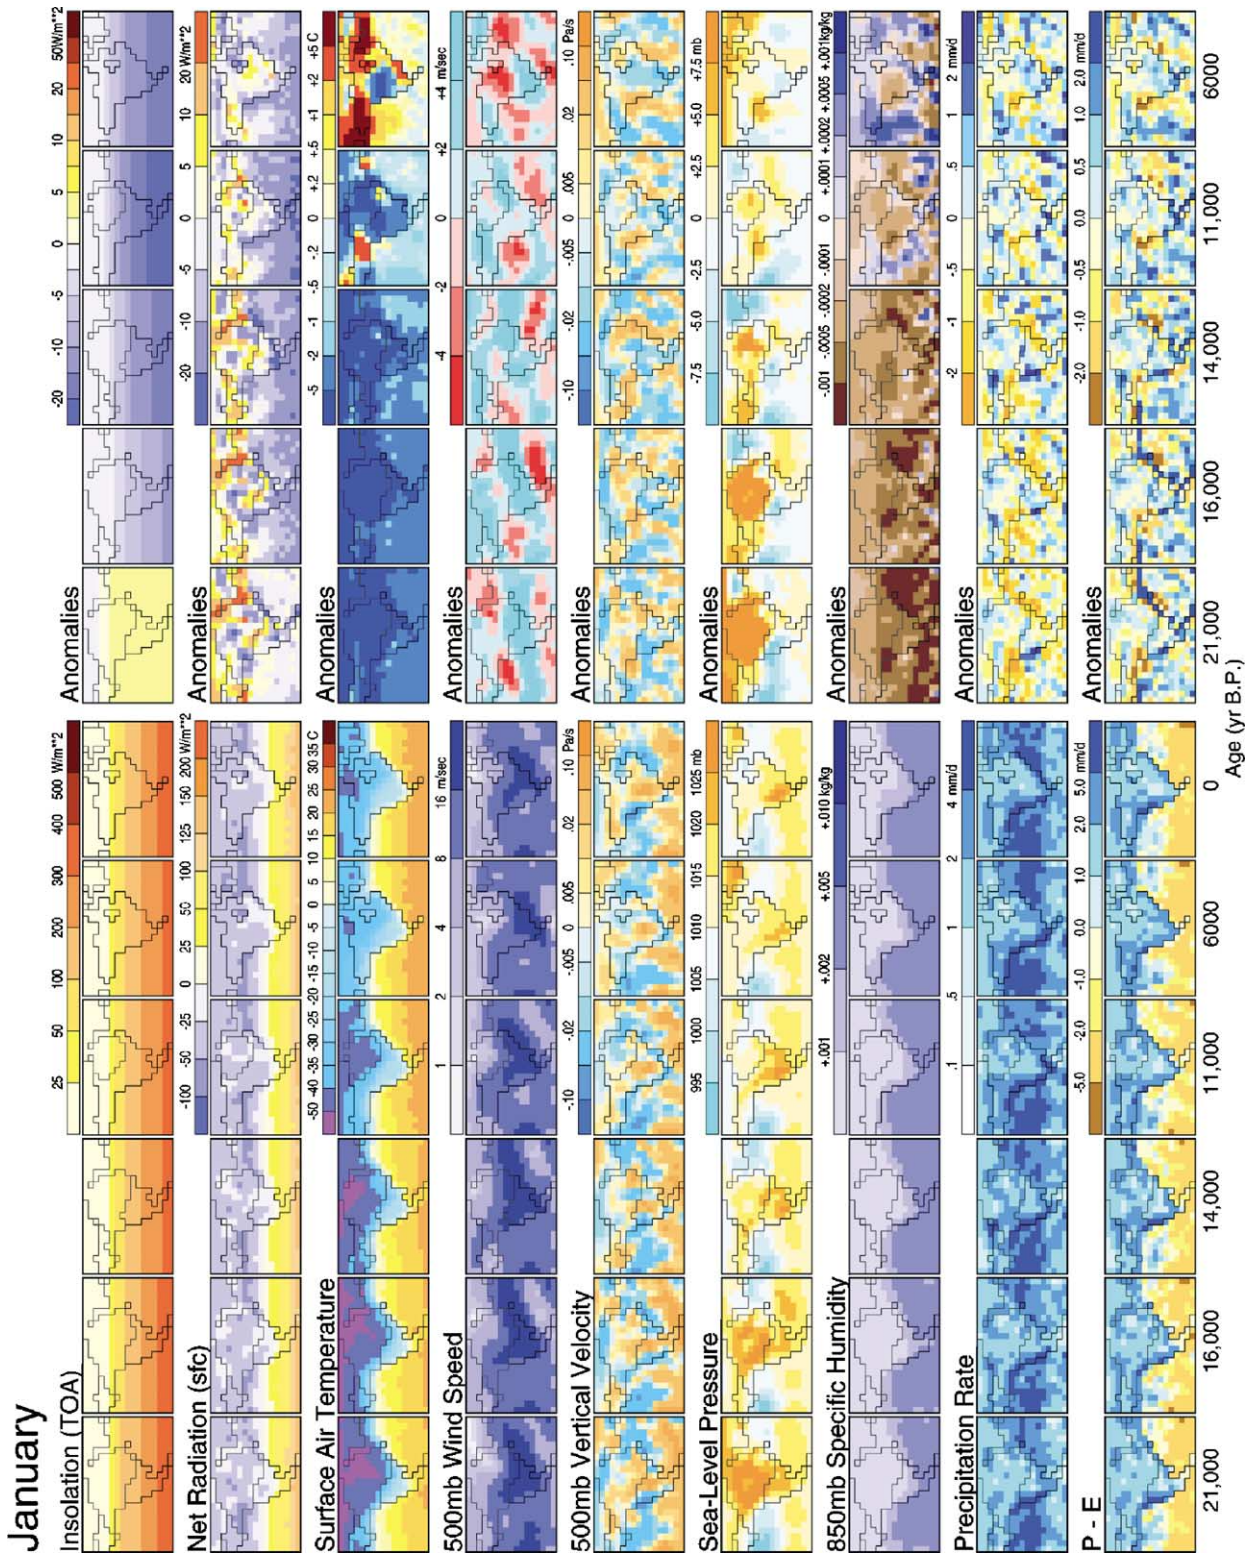 January
Insolation (TOA) 25 50 100 200 300 400 500 W/m**2 -20 -10 -5 0 5 10 20 50W/m**2
Net Radiation (sfc) -100 -50 -25 0 25 50 100 125 150 200 W/m**2 Anomalies -20 -10 -5 0 5 10 20 W/m**2
Surface Air Temperature -50 -40 -35 -30 -25 -20 -15 -10 -5 0 5 10 15 20 25 30 35 C Anomalies -5 -2 -1 -.5 -.2 0 +.2 +.5 +1 +2 +5 C
500mb Wind Speed 1 2 4 8 16 m/sec Anomalies -4 -2 0 +2 +4 m/sec
500mb Vertical Velocity -.10 -.02 .005 0 .005 .02 .10 Pa/s Anomalies -.10 -.02 -.005 0 .005 .02 .10 Pa/s
Sea-Level Pressure 995 1000 1005 1010 1015 1020 1025 mb Anomalies -7.5 -5.0 -2.5 0 +2.5 +5.0 +7.5 mb
850mb Specific Humidity +.001 +.002 +.005 +.010 kg/kg Anomalies -.001 -.0005 -.0002 -.0001 0 +.0001 +.0002 +.0005 +.001kg/kg
Precipitation Rate .1 .5 1 2 4 mm/d Anomalies -2 -1 -.5 0 .5 1 2 mm/d
P - E -5.0 -2.0 -1.0 0.0 1.0 2.0 5.0 mm/d Anomalies -2.0 -1.0 -0.5 0.0 0.5 1.0 2.0 mm/d
21,000 16,000 14,000 11,000 6000 0 21,000 16,000 14,000 11,000 6000
Age (yr B.P.)